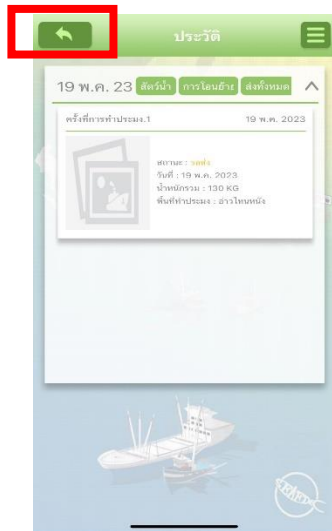 ประวัติ
19 พ.ค. 23 สัตว์น้ำ การโอนย้าย ส่งทั้งหมด
ครั้งที่การทำประมง.1 19 พ.ค. 2023
สถานะ : รอส่ง
วันที่ : 19 พ.ค. 2023
น้ำหนักรวม : 130 KG
พื้นที่ทำประมง : อ่าวไทนหนัง